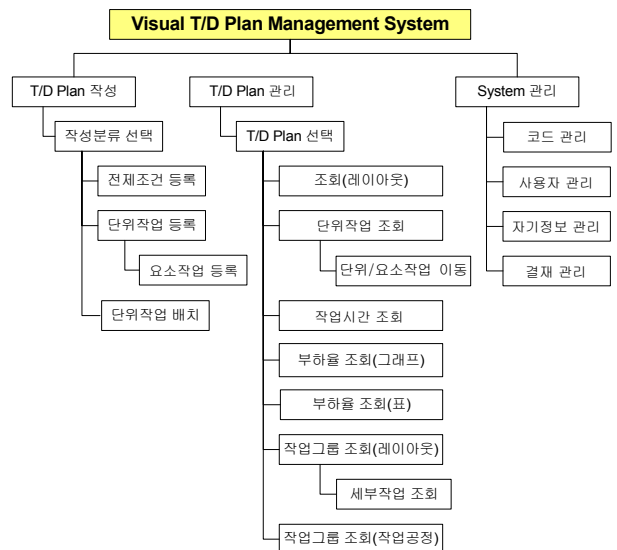 Visual T/D Plan Management System
T/D Plan 작성
작성분류 선택
전제조건 등록
단위작업 등록
요소작업 등록
단위작업 배치
T/D Plan 관리
T/D Plan 선택
조회(레이아웃)
단위작업 조회
단위/요소작업 이동
작업시간 조회
부하율 조회(그래프)
부하율 조회(표)
작업그룹 조회(레이아웃)
세부작업 조회
작업그룹 조회(작업공정)
System 관리
코드 관리
사용자 관리
자기정보 관리
결재 관리